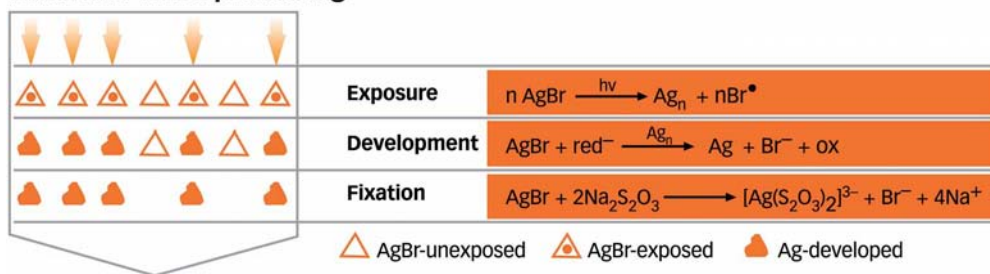 Exposure n AgBr hv Agₙ + nBr•
Development AgBr + red⁻ Agₙ Ag + Br⁻ + ox
Fixation AgBr + 2Na₂S₂O₃ [Ag(S₂O₃)₂]³⁻ + Br⁻ + 4Na⁺
AgBr-unexposed AgBr-exposed Ag-developed